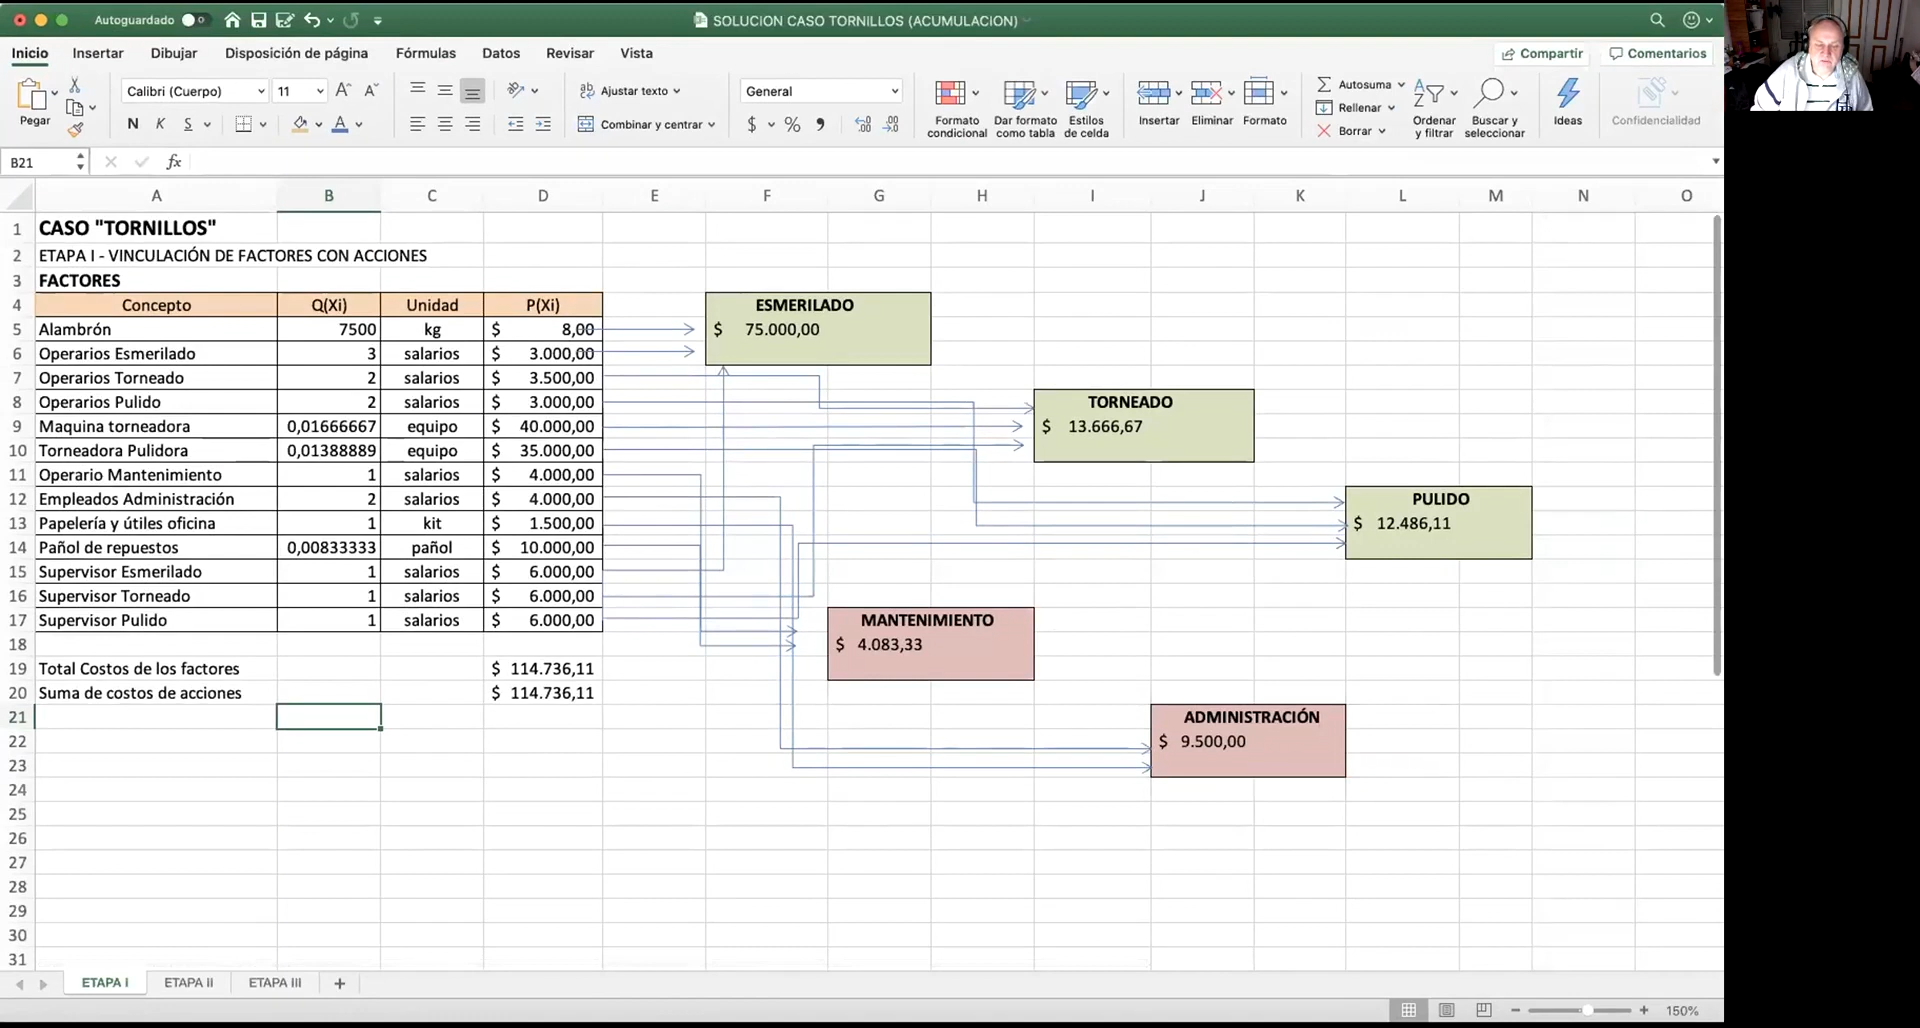 Autoguardado
SOLUCION CASO TORNILLOS (ACUMULACION)
Inicio Insertar Dibujar Disposición de página Fórmulas Datos Revisar Vista Compartir Comentarios
Pegar
Calibri (Cuerpo) 11
N K S
Ajustar texto
Combinar y centrar
General
$ % 
Formato condicional
Dar formato como tabla
Estilos de celda
Insertar
Eliminar
Formato
Autosuma
Rellenar
Borrar
Ordenar y filtrar
Buscar y seleccionar
Ideas
Confidencialidad
B21 fx
A B C D E F G H I J K L M N O
1 CASO "TORNILLOS"
2 ETAPA I - VINCULACIÓN DE FACTORES CON ACCIONES
3 FACTORES
4 Concepto Q(Xi) Unidad P(Xi) ESMERILADO
5 Alambrón 7500 kg $ 8,00 $ 75.000,00
6 Operarios Esmerilado 3 salarios $ 3.000,00
7 Operarios Torneado 2 salarios $ 3.500,00
8 Operarios Pulido 2 salarios $ 3.000,00 TORNEADO
9 Maquina torneadora 0,01666667 equipo $ 40.000,00 $ 13.666,67
10 Torneadora Pulidora 0,01388889 equipo $ 35.000,00
11 Operario Mantenimiento 1 salarios $ 4.000,00
12 Empleados Administración 2 salarios $ 4.000,00 PULIDO
13 Papelería y útiles oficina 1 kit $ 1.500,00 $ 12.486,11
14 Pañol de repuestos 0,00833333 pañol $ 10.000,00
15 Supervisor Esmerilado 1 salarios $ 6.000,00
16 Supervisor Torneado 1 salarios $ 6.000,00
17 Supervisor Pulido 1 salarios $ 6.000,00 MANTENIMIENTO
18 $ 4.083,33
19 Total Costos de los factores $ 114.736,11
20 Suma de costos de acciones $ 114.736,11
21 ADMINISTRACIÓN
22 $ 9.500,00
23
24
25
26
27
28
29
30
31
ETAPA I ETAPA II ETAPA III +
150%